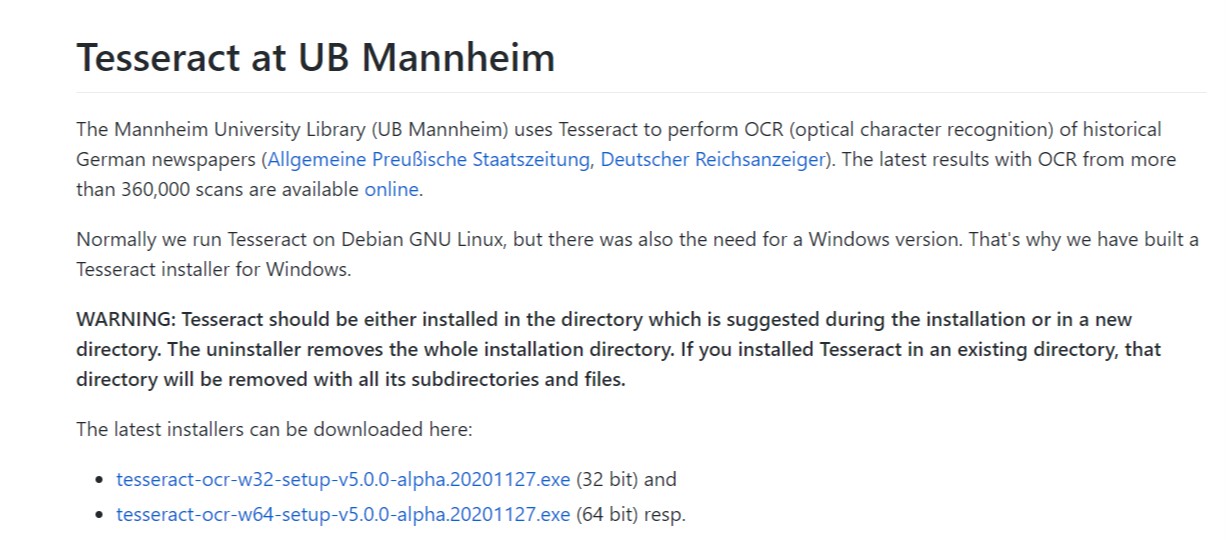 Tesseract at UB Mannheim
The Mannheim University Library (UB Mannheim) uses Tesseract to perform OCR (optical character recognition) of historical
German newspapers (Allgemeine Preußische Staatszeitung, Deutscher Reichsanzeiger). The latest results with OCR from more
than 360,000 scans are available online.
Normally we run Tesseract on Debian GNU Linux, but there was also the need for a Windows version. That's why we have built a
Tesseract installer for Windows.
WARNING: Tesseract should be either installed in the directory which is suggested during the installation or in a new
directory. The uninstaller removes the whole installation directory. If you installed Tesseract in an existing directory, that
directory will be removed with all its subdirectories and files.
The latest installers can be downloaded here:
• tesseract-ocr-w32-setup-v5.0.0-alpha.20201127.exe (32 bit) and
• tesseract-ocr-w64-setup-v5.0.0-alpha.20201127.exe (64 bit) resp.